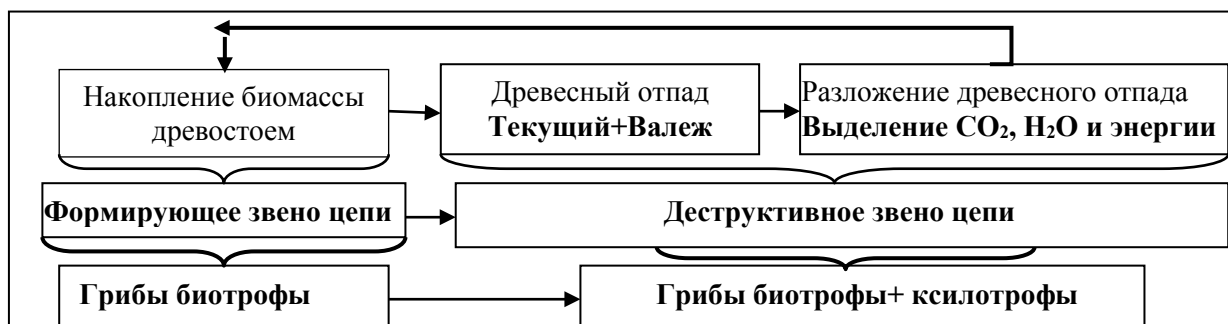 Накопление биомассы
древостоем
Древесный отпад
Текущий+Валеж
Разложение древесного отпада
Выделение CO₂, H₂O и энергии
Формирующее звено цепи
Деструктивное звено цепи
Грибы биотрофы
Грибы биотрофы+ ксилотрофы